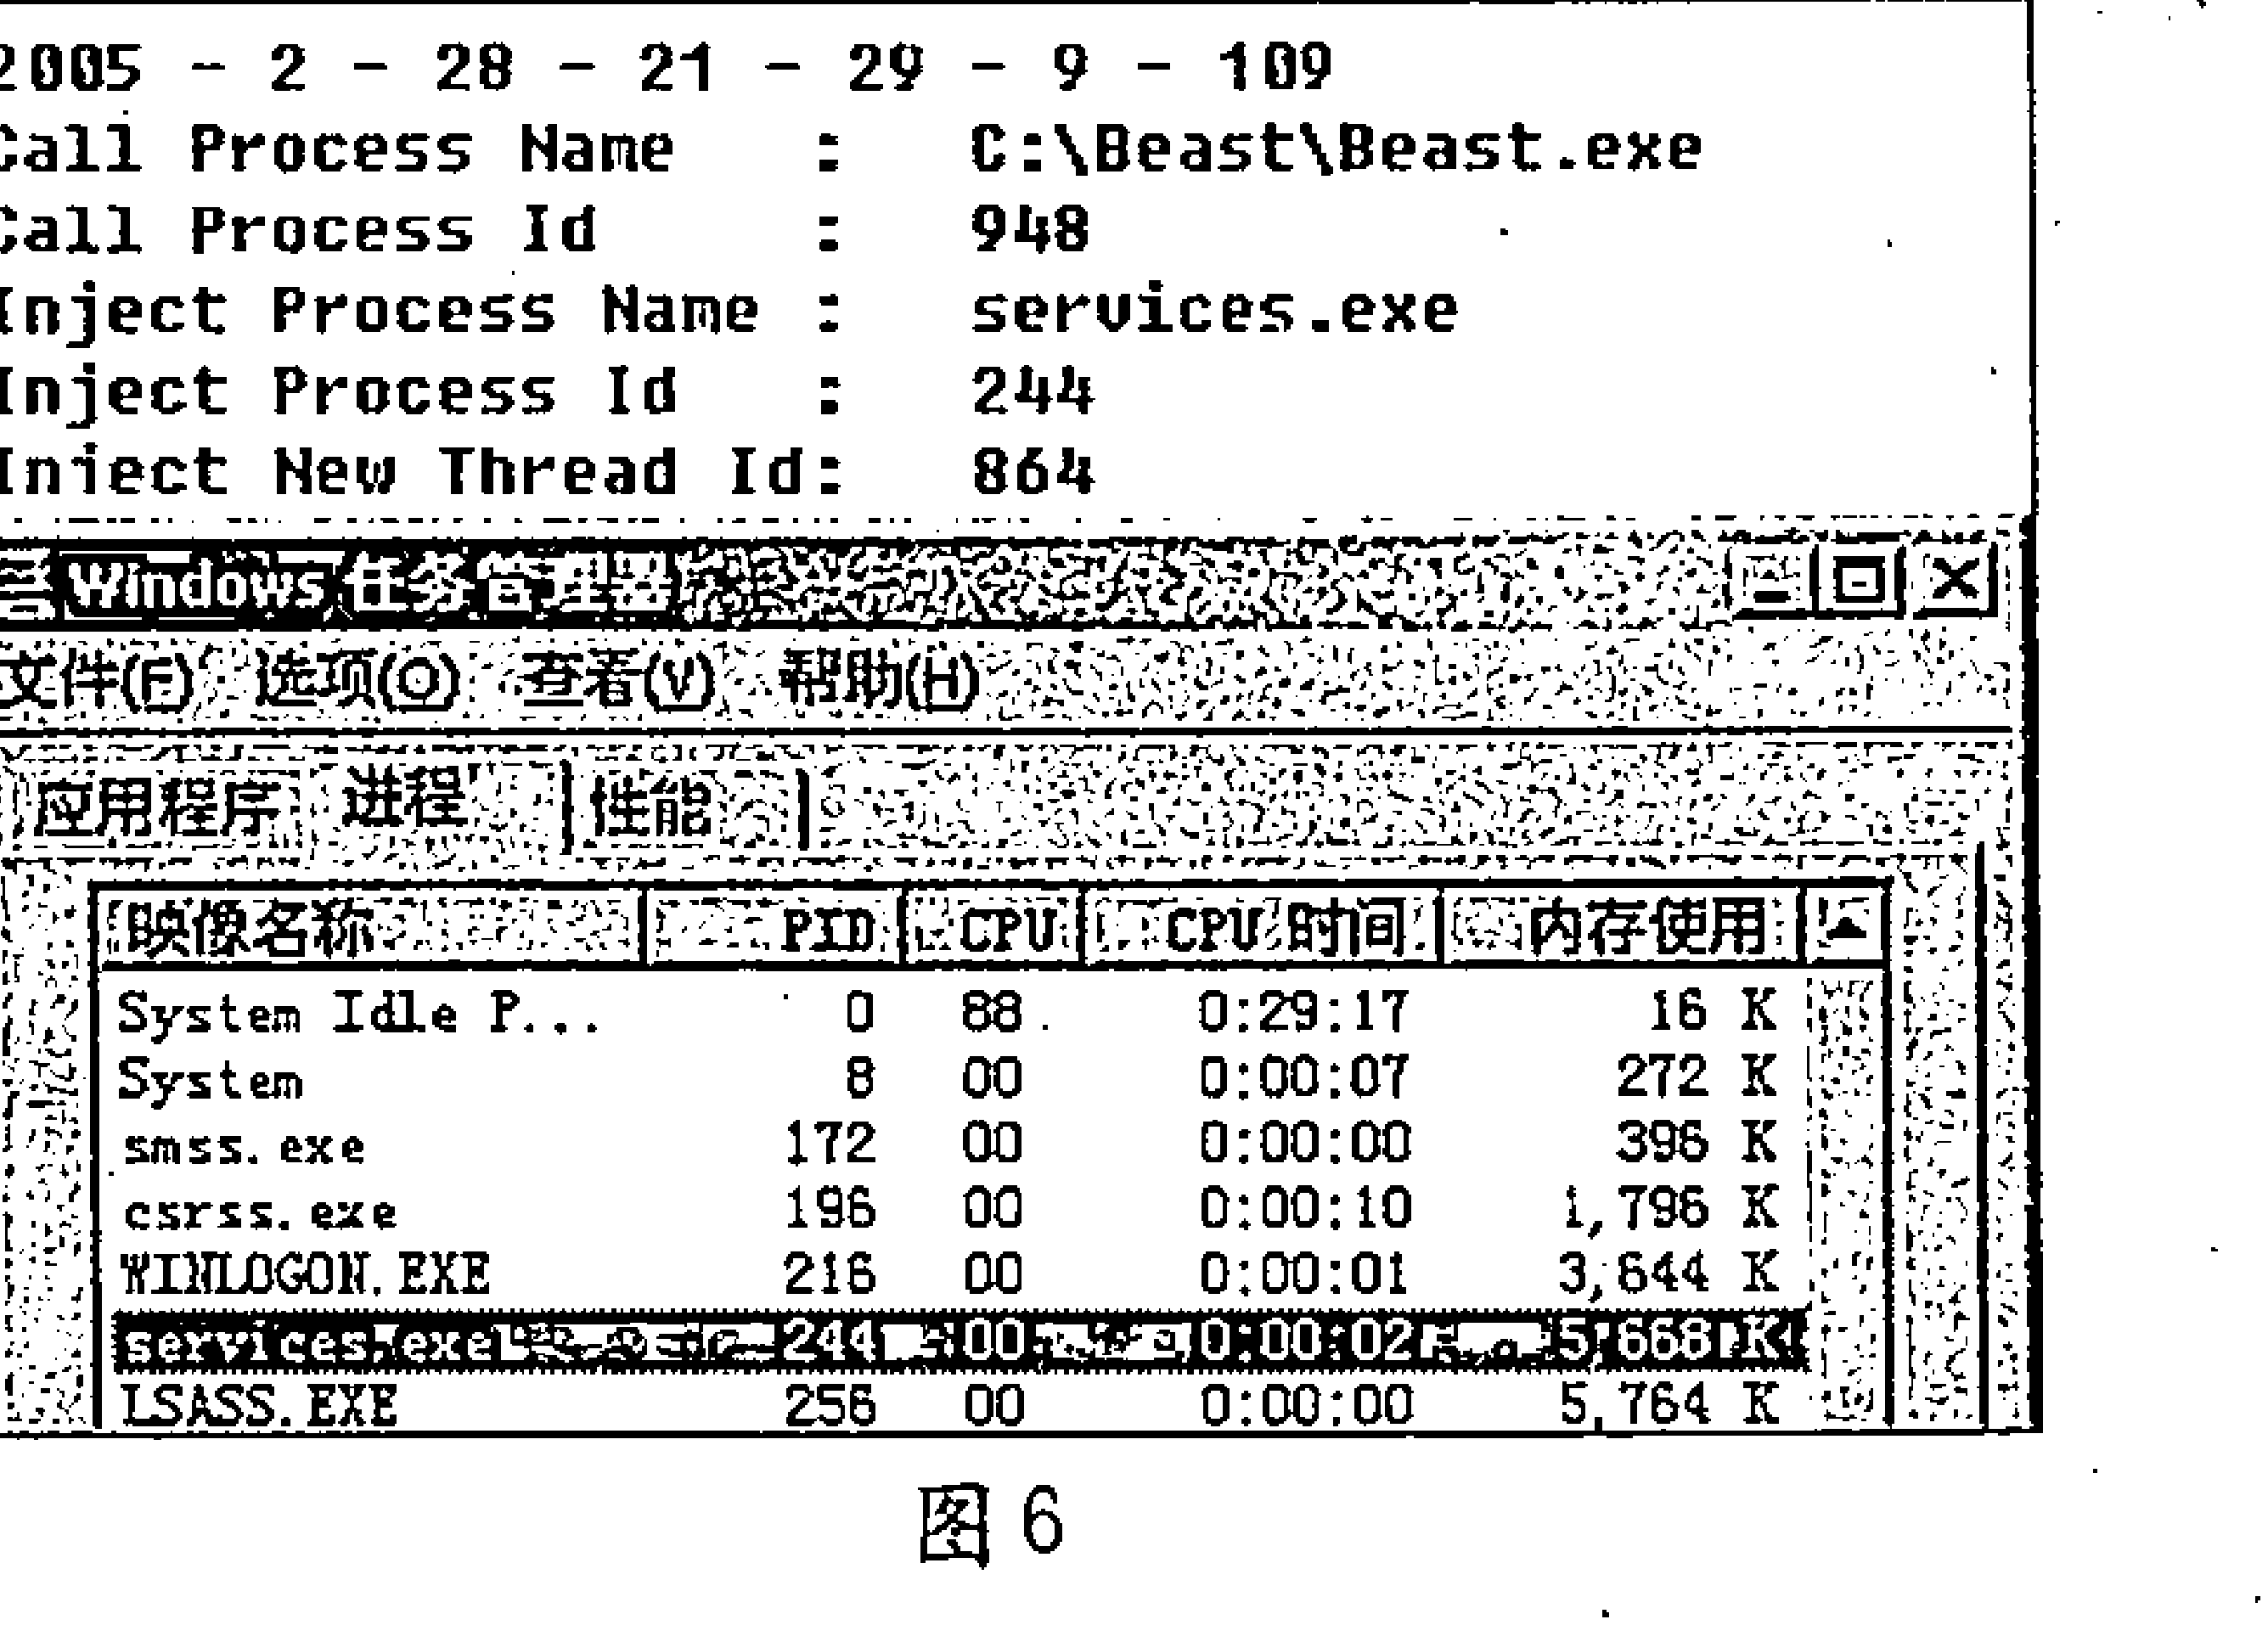 2005 - 2 - 28 - 21 - 29 - 9 - 109
Call Process Name : C:\Beast\Beast.exe
Call Process Id : 948
Inject Process Name : services.exe
Inject Process Id : 244
Inject New Thread Id: 864
Windows 任务管理器
文件(F) 选项(O) 查看(V) 帮助(H)
应用程序 进程 性能
映像名称 PID CPU CPU 时间 内存使用
System Idle P... 0 88 0:29:17 16 K
System 8 00 0:00:07 272 K
smss.exe 172 00 0:00:00 396 K
csrss.exe 196 00 0:00:10 1,796 K
WINLOGON.EXE 216 00 0:00:01 3,644 K
services.exe 244 00 0:00:02 5,668 K
LSASS.EXE 256 00 0:00:00 5,764 K
图 6